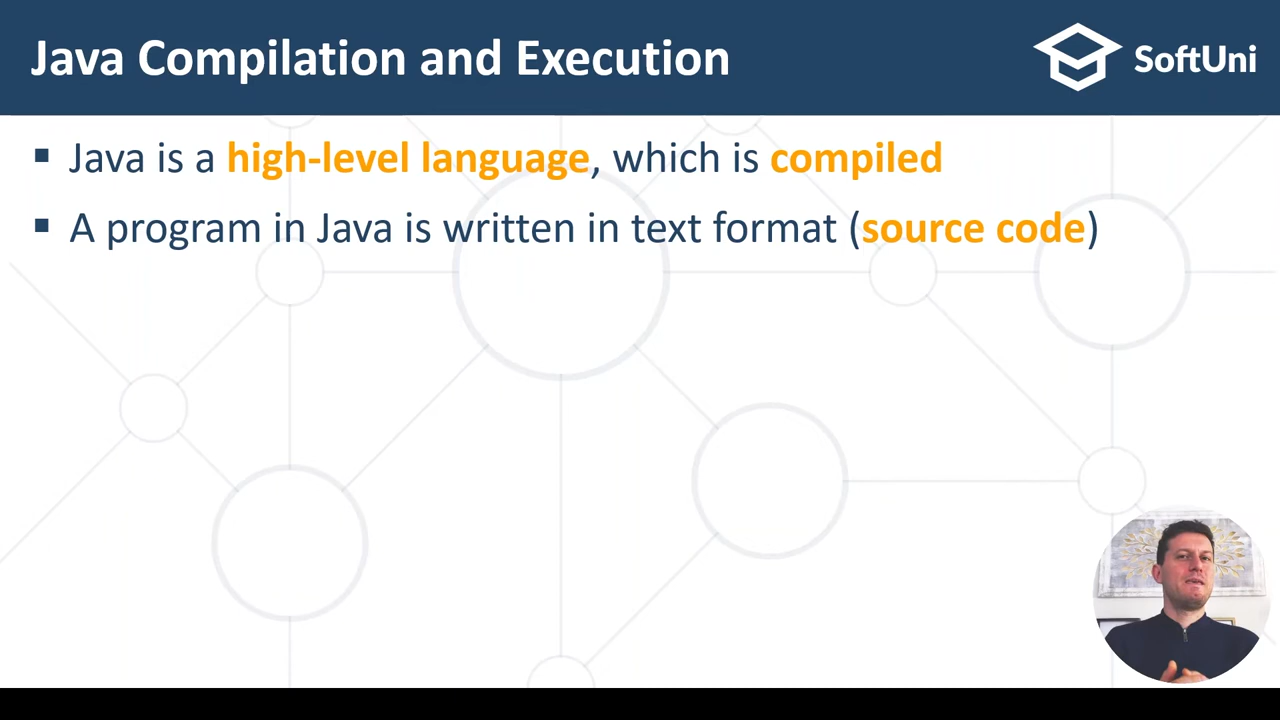 Java Compilation and Execution
SoftUni
Java is a high-level language, which is compiled
A program in Java is written in text format (source code)